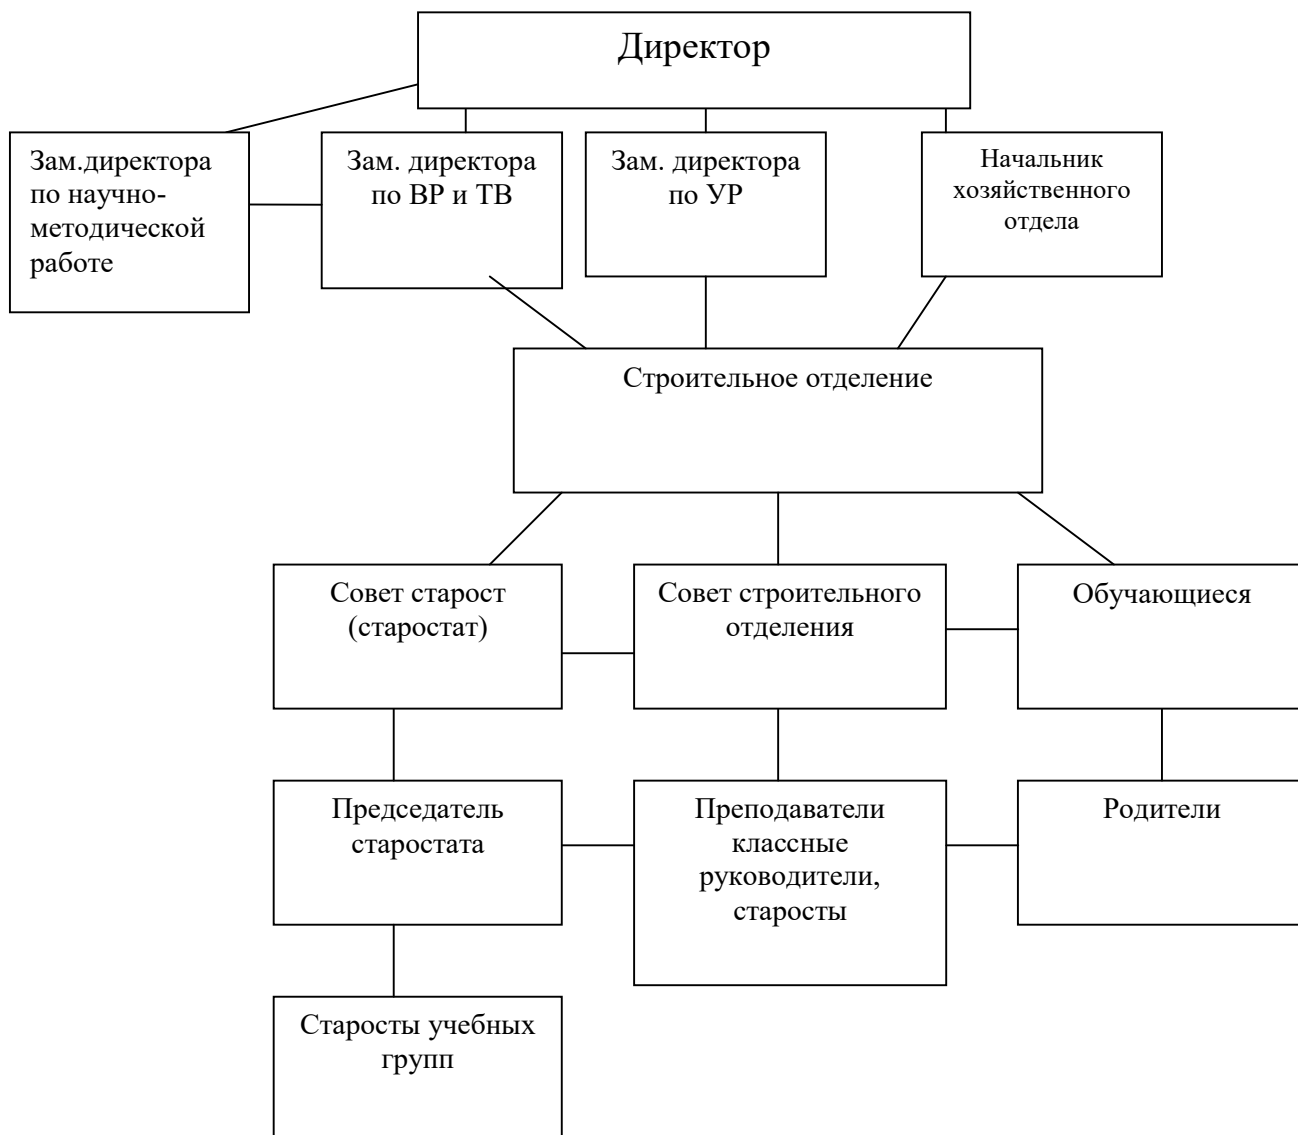 Директор
Зам.директора
по научно-
методической
работе
Зам. директора
по ВР и ТВ
Зам. директора
по УР
Начальник
хозяйственного
отдела
Строительное отделение
Совет старост
(старостат)
Совет строительного
отделения
Обучающиеся
Председатель
старостата
Преподаватели
классные
руководители,
старосты
Родители
Старосты учебных
групп